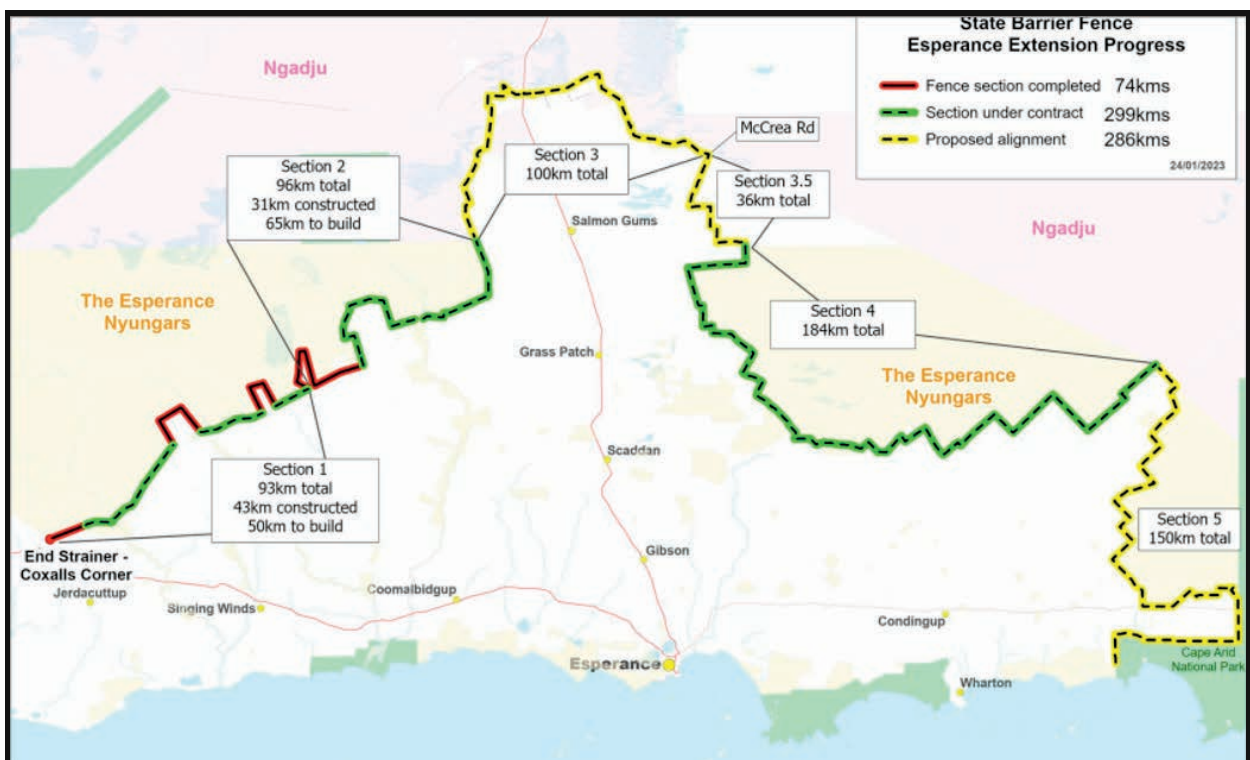 State Barrier Fence
Esperance Extension Progress
Fence section completed 74kms
Section under contract 299kms
Proposed alignment 286kms
24/01/2023
Ngadju
McCrea Rd
Section 2
96km total
31km constructed
65km to build
Section 3
100km total
Section 3.5
36km total
Salmon Gums
Ngadju
The Esperance
Nyungars
Section 4
184km total
Grass Patch
The Esperance
Nyungars
Scaddan
Section 1
93km total
43km constructed
50km to build
Section 5
150km total
End Strainer -
Coxalls Corner
Gibson
Jerdacuttup
Coomalbidgup
Singing Winds
Condingup
Esperance
Cape Arid
National Park
Wharton